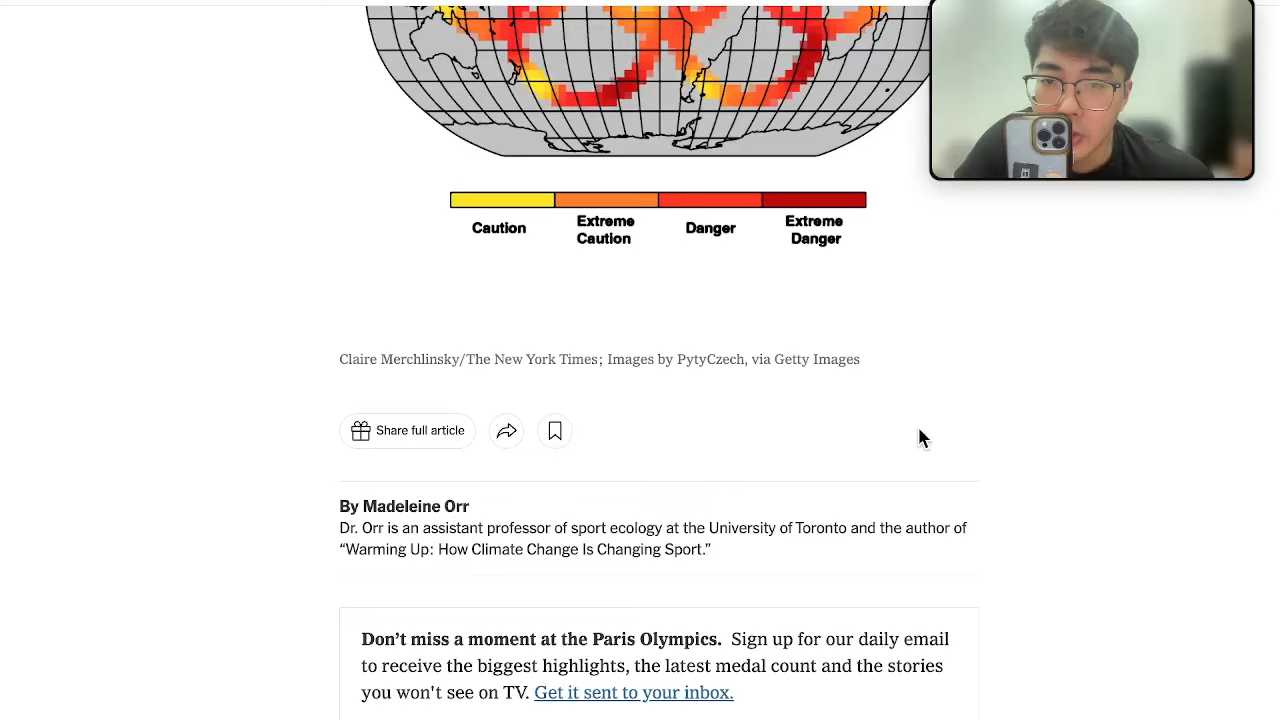 Caution
Extreme
Caution
Danger
Extreme
Danger
Claire Merchlinsky/The New York Times; Images by PytyCzech, via Getty Images
Share full article
By Madeleine Orr
Dr. Orr is an assistant professor of sport ecology at the University of Toronto and the author of
“Warming Up: How Climate Change Is Changing Sport.”
Don’t miss a moment at the Paris Olympics. Sign up for our daily email
to receive the biggest highlights, the latest medal count and the stories
you won't see on TV. Get it sent to your inbox.